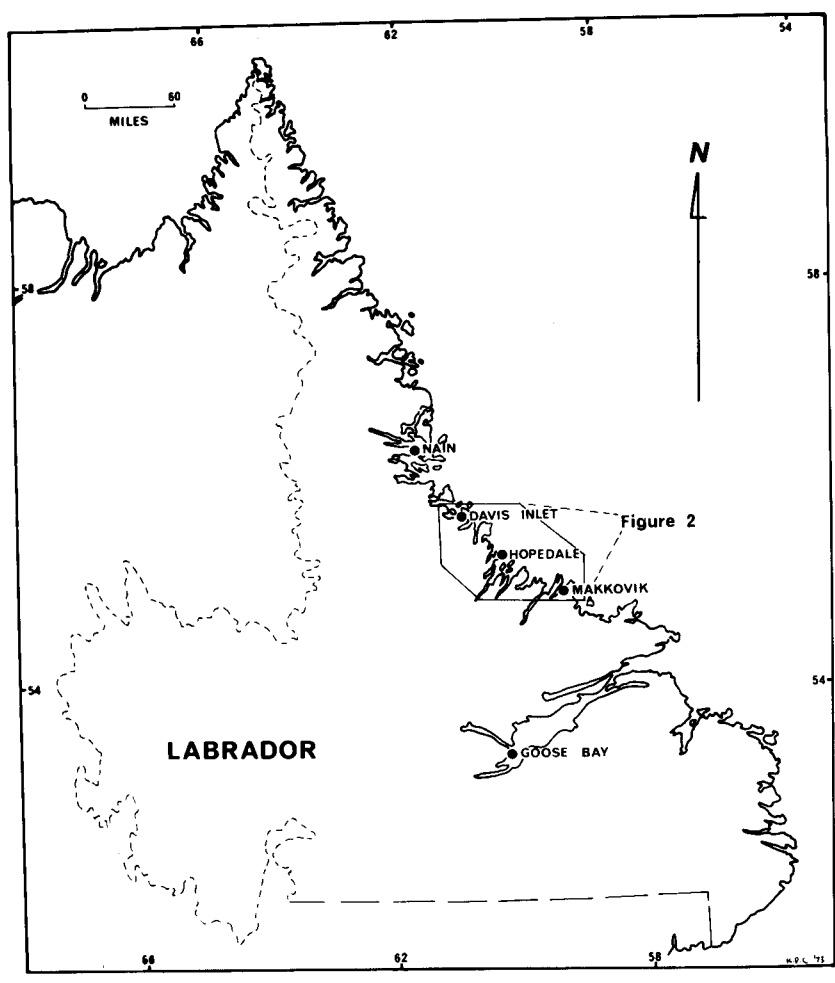 66 62 58 54
0 60
MILES
N
58 58
NAIN
DAVIS INLET
Figure 2
HOPEDALE
MAKKOVIK
54 54
LABRADOR
GOOSE BAY
66 62 58